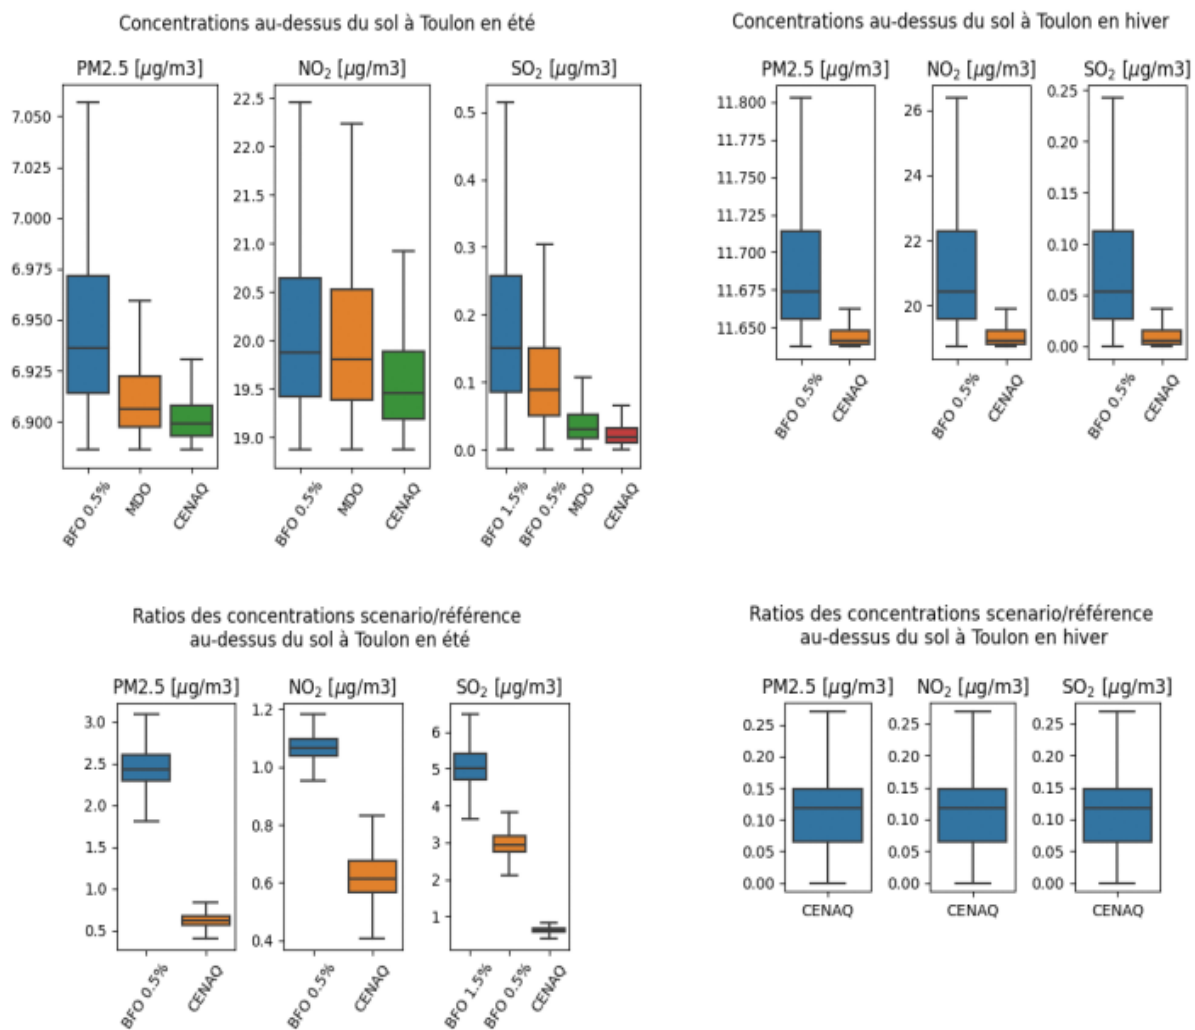 Concentrations au-dessus du sol à Toulon en été
PM2.5 [µg/m3]
7.050
7.025
7.000
6.975
6.950
6.925
6.900
BFO 0.5%
MDO
CENAQ
NO₂ [µg/m3]
22.5
22.0
21.5
21.0
20.5
20.0
19.5
19.0
BFO 0.5%
MDO
CENAQ
SO₂ [µg/m3]
0.5
0.4
0.3
0.2
0.1
0.0
BFO 1.5%
BFO 0.5%
MDO
CENAQ
Concentrations au-dessus du sol à Toulon en hiver
PM2.5 [µg/m3]
11.800
11.775
11.750
11.725
11.700
11.675
11.650
BFO 0.5%
CENAQ
NO₂ [µg/m3]
26
24
22
20
BFO 0.5%
CENAQ
SO₂ [µg/m3]
0.25
0.20
0.15
0.10
0.05
0.00
BFO 0.5%
CENAQ
Ratios des concentrations scenario/référence
au-dessus du sol à Toulon en été
PM2.5 [µg/m3]
3.0
2.5
2.0
1.5
1.0
0.5
BFO 0.5%
CENAQ
NO₂ [µg/m3]
1.2
1.0
0.8
0.6
0.4
BFO 0.5%
CENAQ
SO₂ [µg/m3]
6
5
4
3
2
1
BFO 1.5%
BFO 0.5%
CENAQ
Ratios des concentrations scenario/référence
au-dessus du sol à Toulon en hiver
PM2.5 [µg/m3]
0.25
0.20
0.15
0.10
0.05
0.00
CENAQ
NO₂ [µg/m3]
0.25
0.20
0.15
0.10
0.05
0.00
CENAQ
SO₂ [µg/m3]
0.25
0.20
0.15
0.10
0.05
0.00
CENAQ